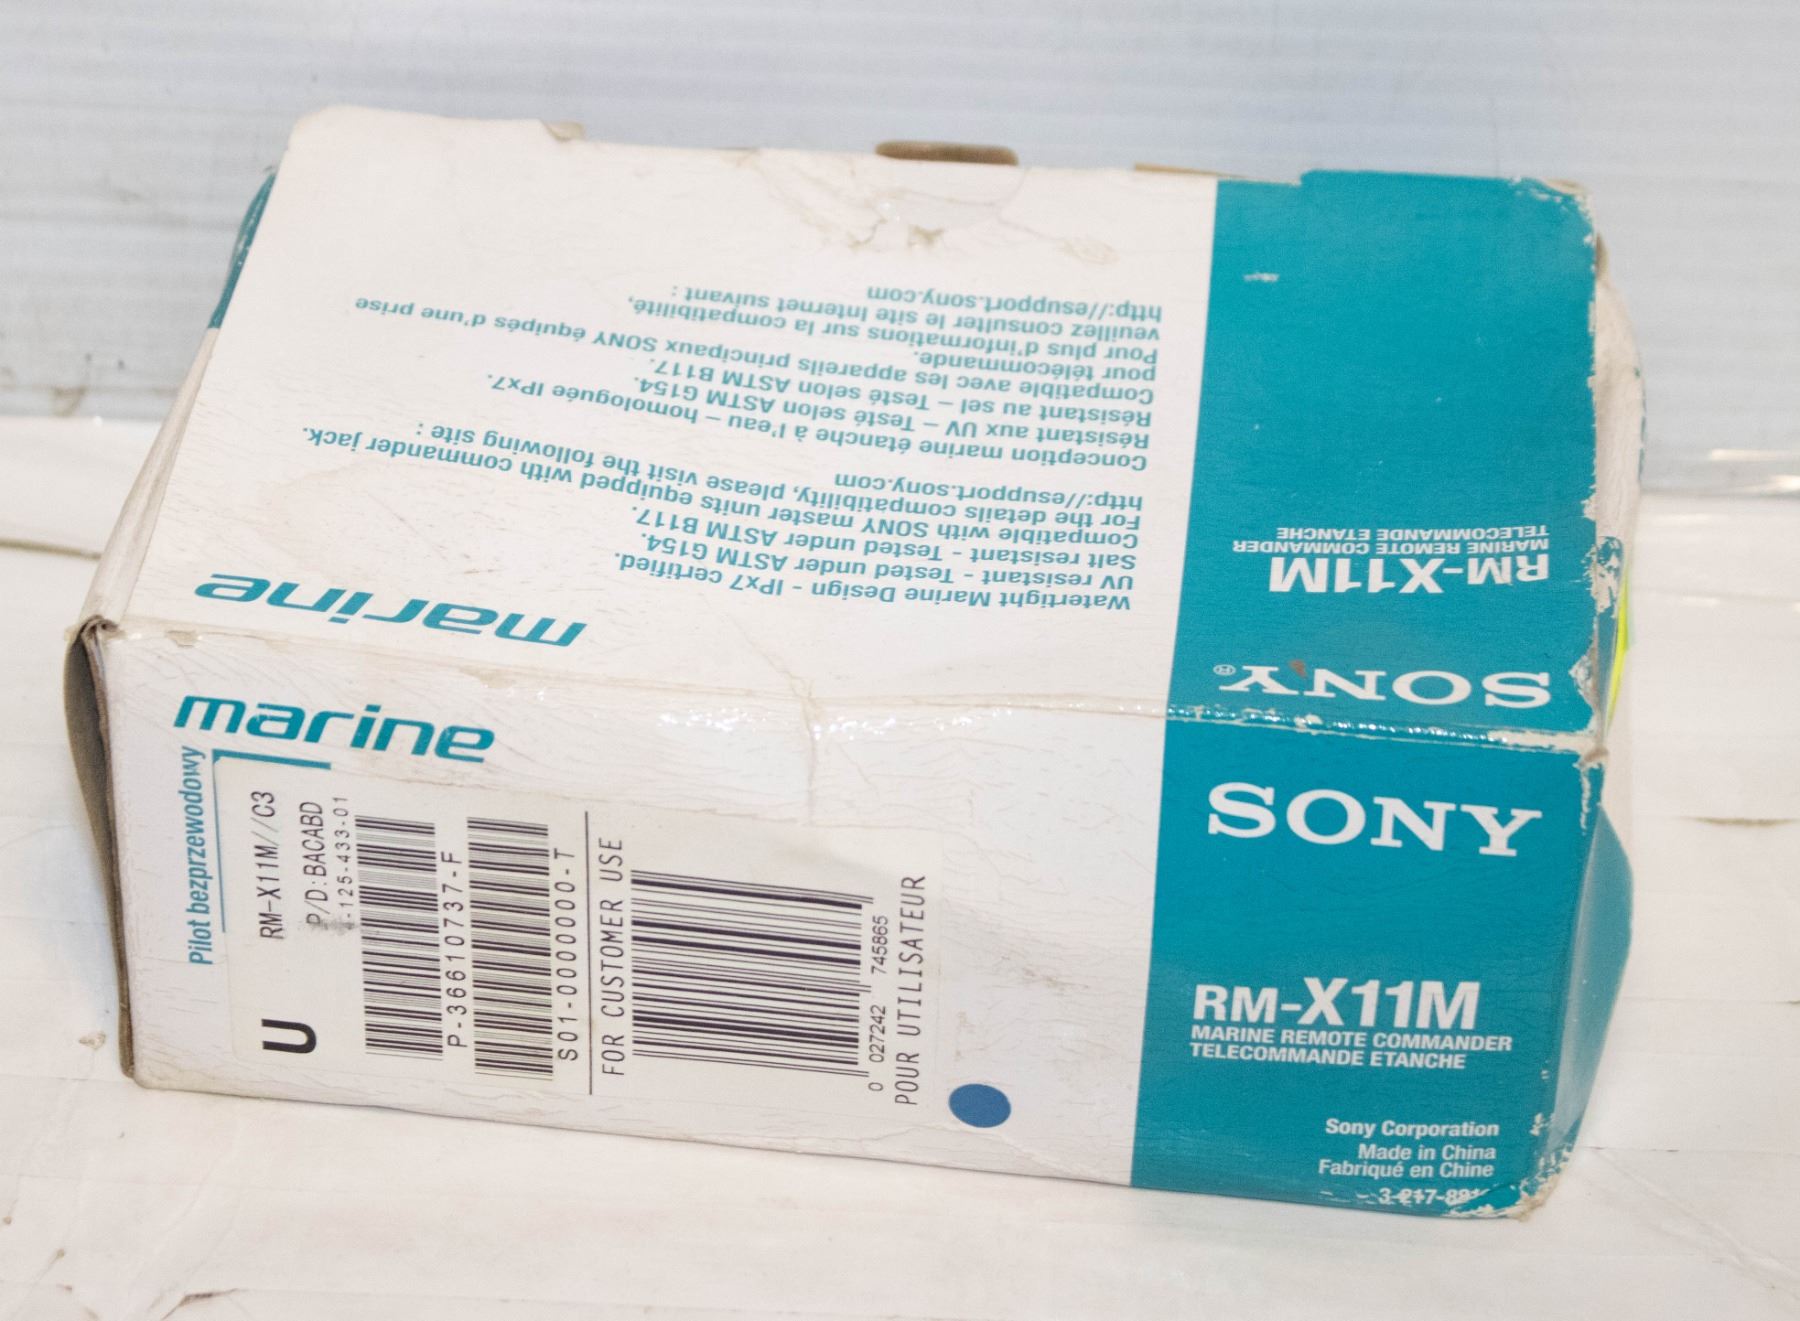 marine
Watertight Marine Design - IPx7 certified.
UV resistant - Tested under ASTM G154.
Salt resistant - Tested under ASTM B117.
Compatible with SONY master units equipped with commander jack.
For the details compatibility, please visit the following site :
http://esupport.sony.com
Conception marine étanche à l'eau – homologuée IPx7.
Résistant aux UV – Testé selon ASTM G154.
Résistant au sel – Testé selon ASTM B117.
Compatible avec les appareils principaux SONY équipés d'une prise
pour télécommande.
Pour plus d'informations sur la compatibilité,
veuillez consulter le site Internet suivant :
http://esupport.sony.com
SONY®
RM-X11M
MARINE REMOTE COMMANDER
TELECOMMANDE ETANCHE
marine
Pilot bezprzewodowy
U RM-X11M//C3
P/D:BACABD
-125-433-01
P-36610737-F
S01-0000000-T
FOR CUSTOMER USE
0 027242 745865
POUR UTILISATEUR
SONY
RM-X11M
MARINE REMOTE COMMANDER
TELECOMMANDE ETANCHE
Sony Corporation
Made in China
Fabriqué en Chine